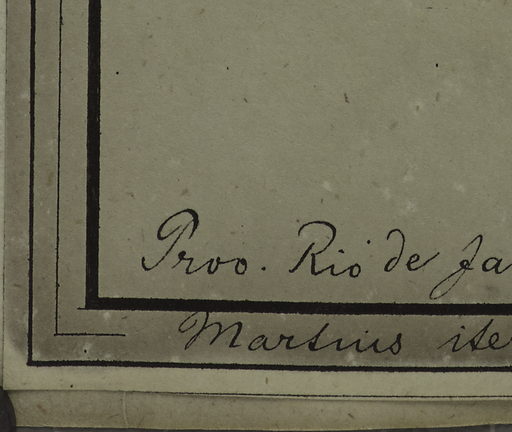 Prov. Rio de Ja
Martius ite